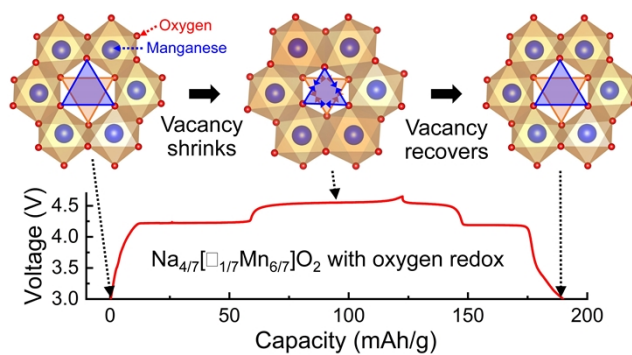 Oxygen
Manganese
Vacancy
shrinks
Vacancy
recovers
Voltage (V)
4.5
4.0
3.5
3.0
Na4/7[□1/7Mn6/7]O2 with oxygen redox
0
50
100
150
200
Capacity (mAh/g)